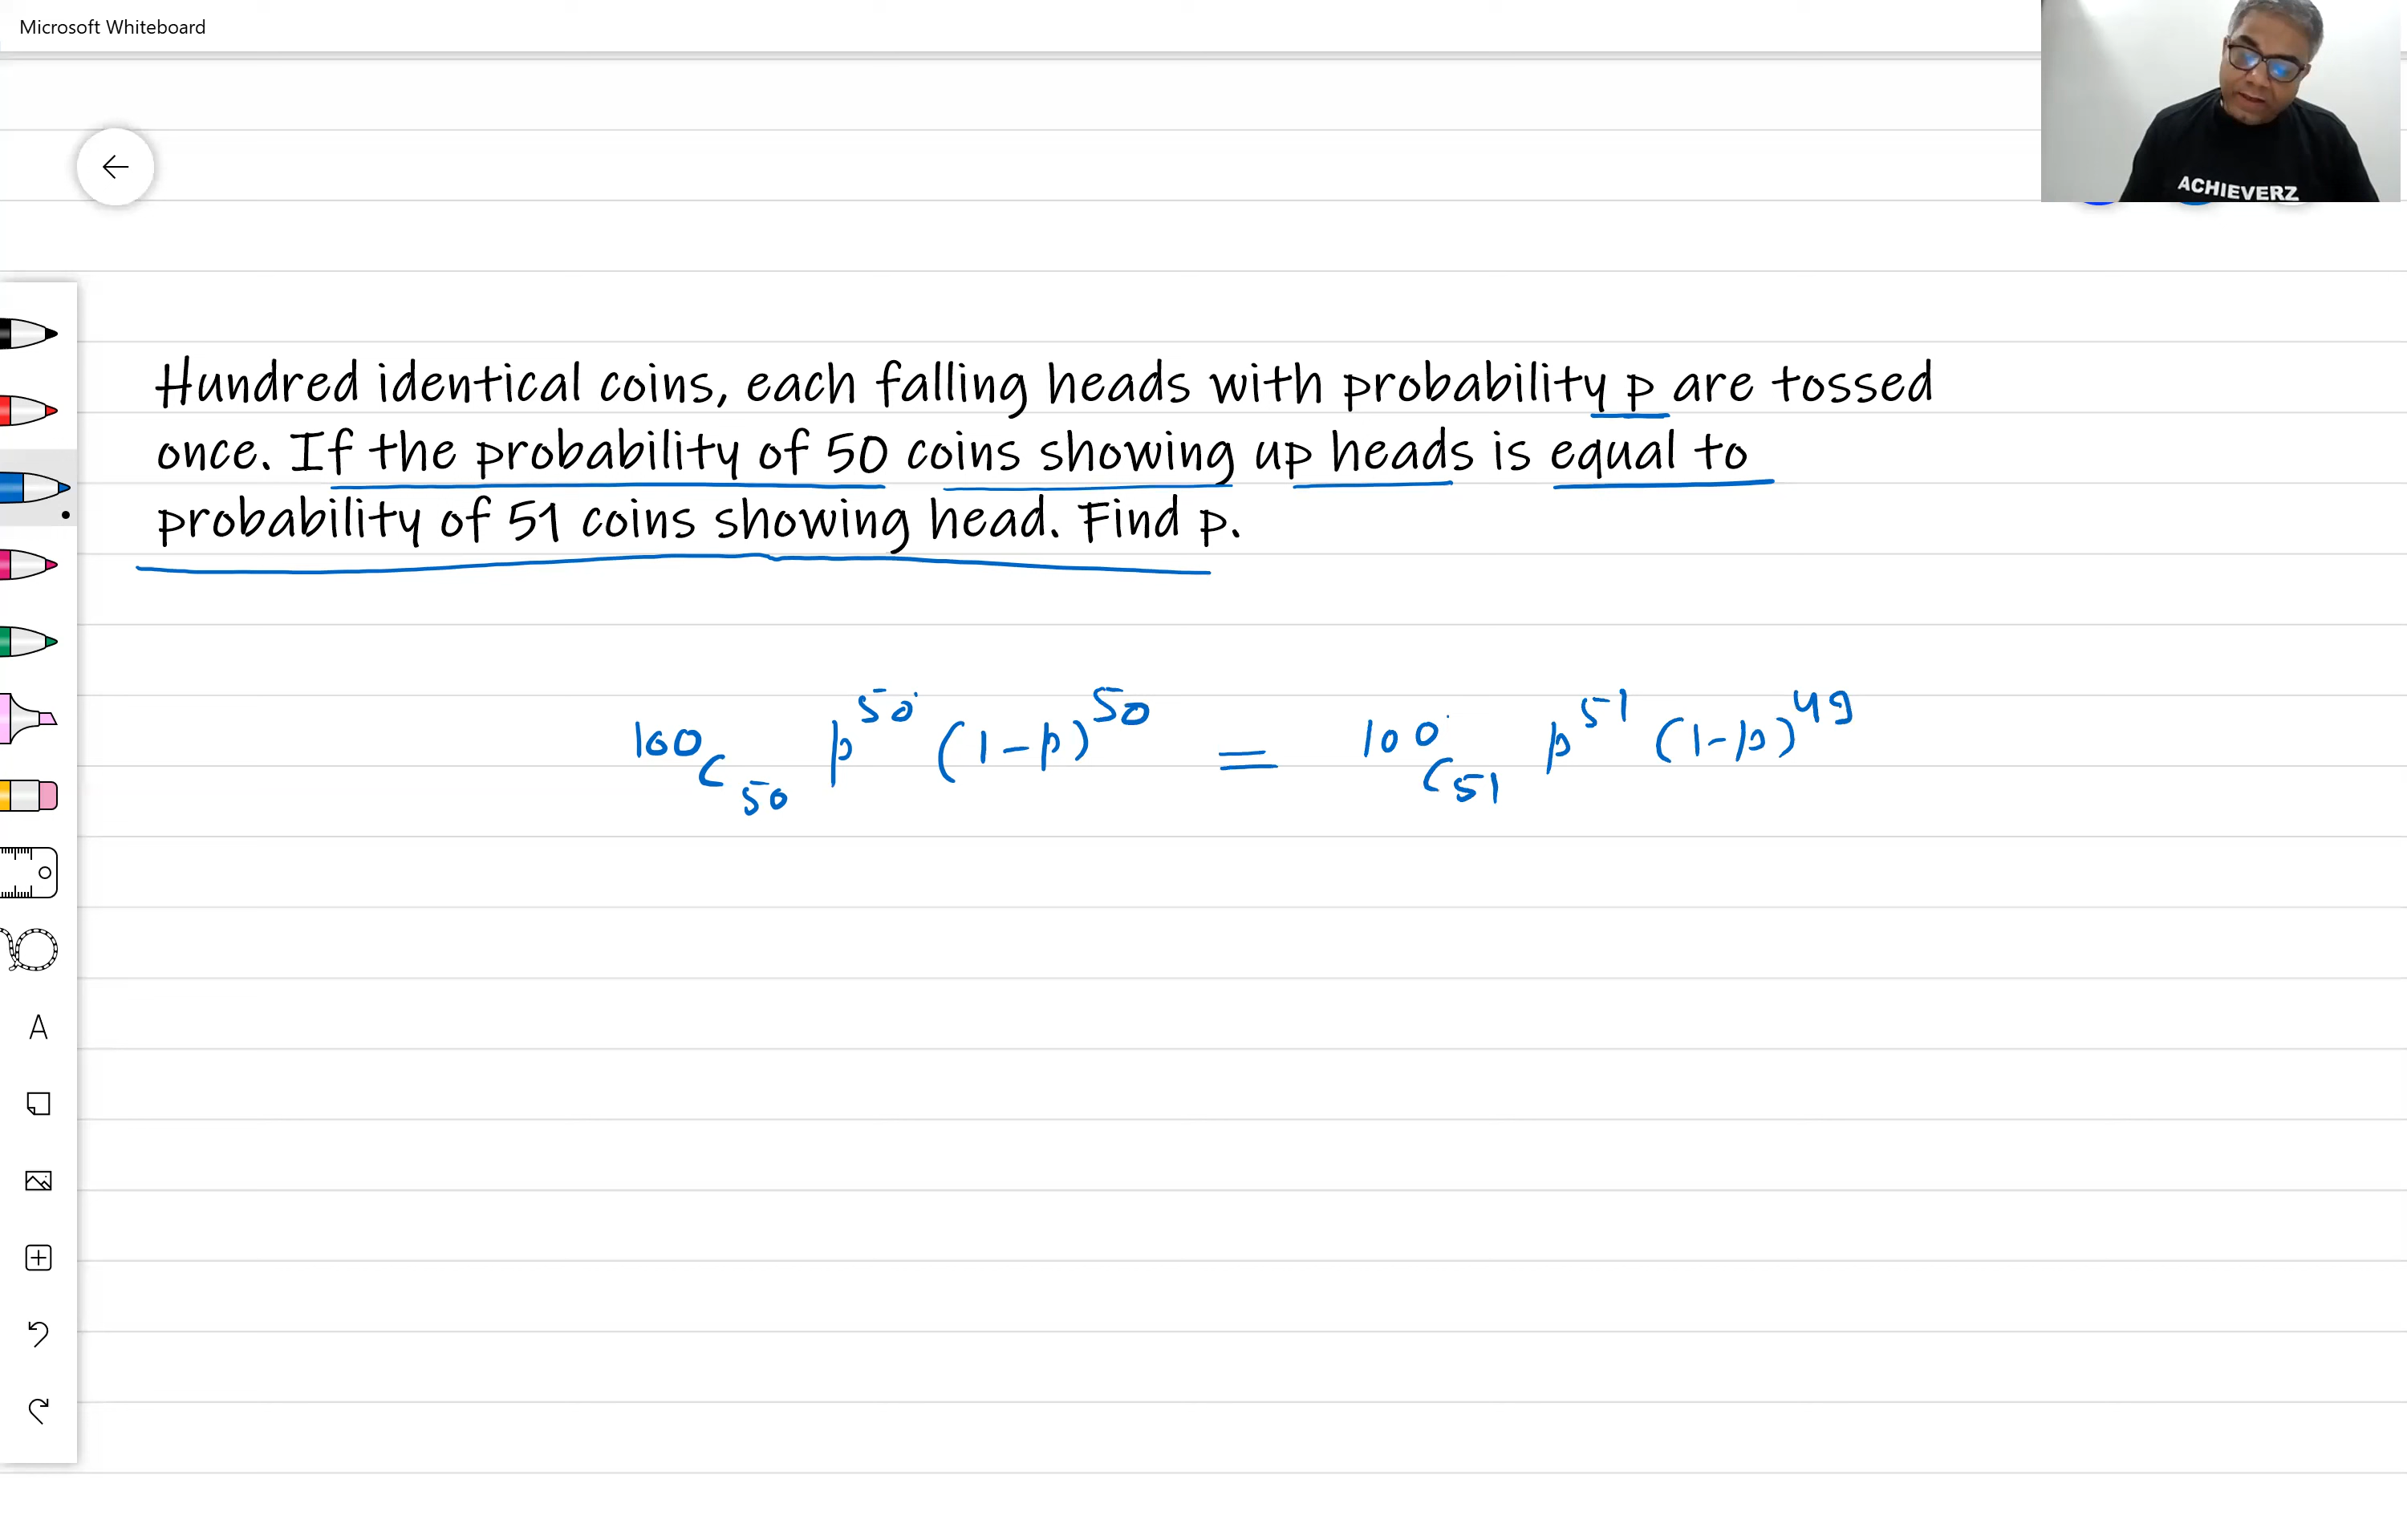 Microsoft Whiteboard
ACHIEVERZ
Hundred identical coins, each falling heads with probability p are tossed
once. If the probability of 50 coins showing up heads is equal to
probability of 51 coins showing head. Find p.
¹⁰⁰C₅₀ p⁵⁰ (1-p)⁵⁰ = ¹⁰⁰C₅₁ p⁵¹ (1-p)⁴⁹
A